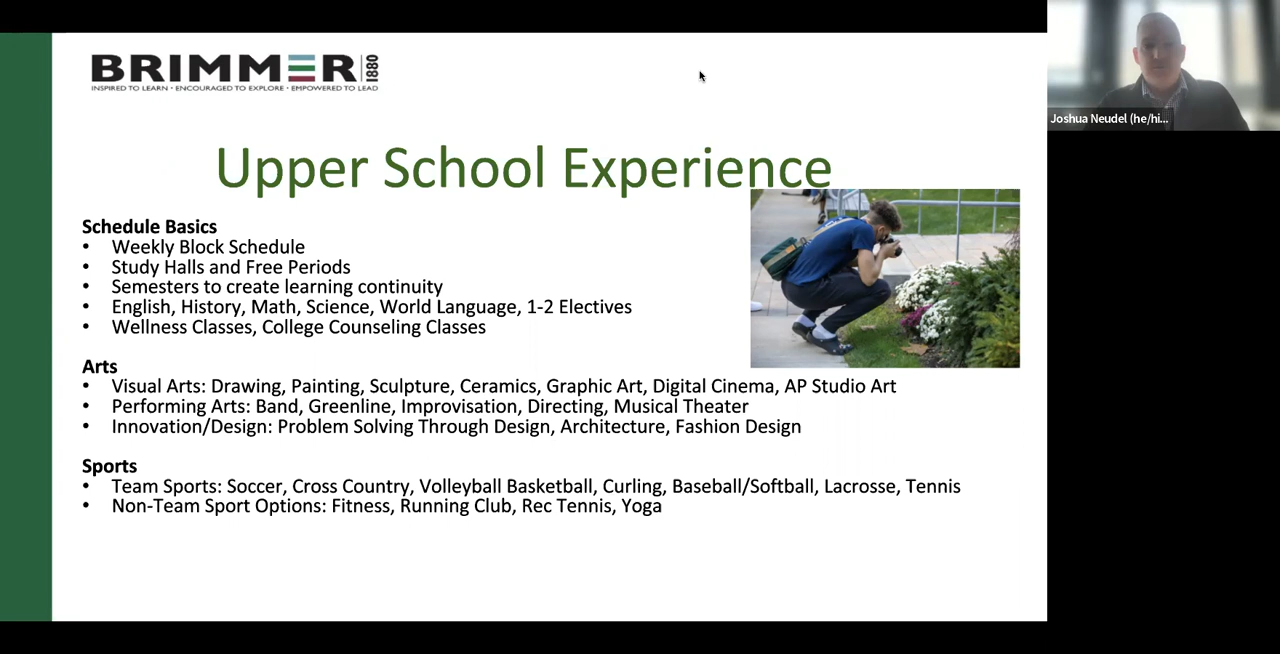 BRIMMER 1880
INSPIRED TO LEARN • ENCOURAGED TO EXPLORE • EMPOWERED TO LEAD
Joshua Neudel (he/hi...
Upper School Experience
Schedule Basics
• Weekly Block Schedule
• Study Halls and Free Periods
• Semesters to create learning continuity
• English, History, Math, Science, World Language, 1-2 Electives
• Wellness Classes, College Counseling Classes
Arts
• Visual Arts: Drawing, Painting, Sculpture, Ceramics, Graphic Art, Digital Cinema, AP Studio Art
• Performing Arts: Band, Greenline, Improvisation, Directing, Musical Theater
• Innovation/Design: Problem Solving Through Design, Architecture, Fashion Design
Sports
• Team Sports: Soccer, Cross Country, Volleyball Basketball, Curling, Baseball/Softball, Lacrosse, Tennis
• Non-Team Sport Options: Fitness, Running Club, Rec Tennis, Yoga